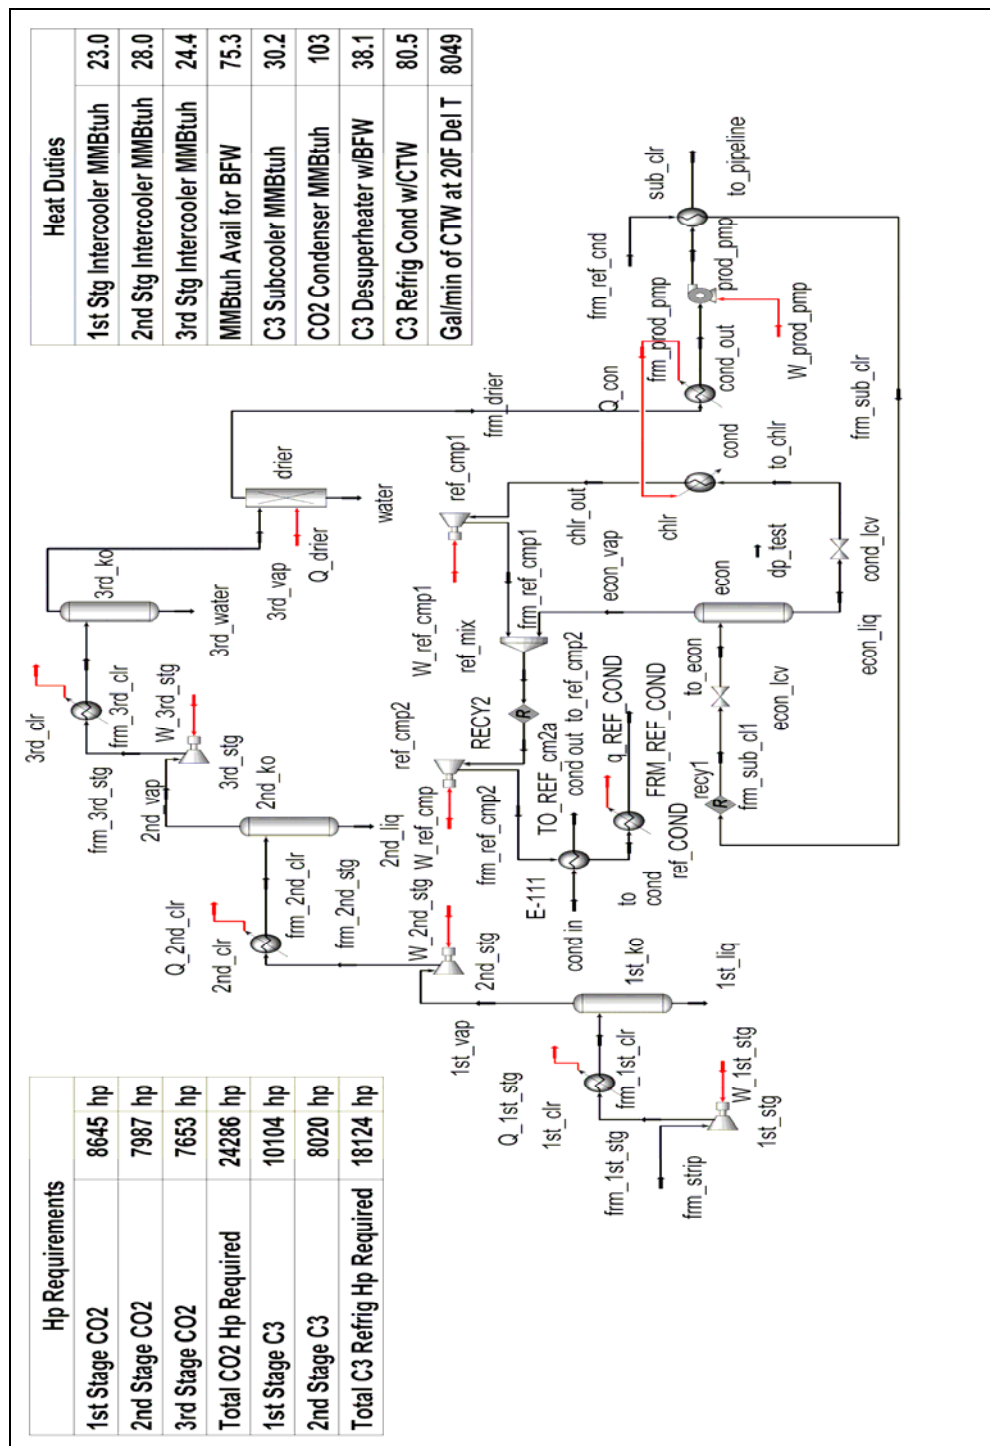 Hp Requirements
1st Stage CO2 8645 hp
2nd Stage CO2 7987 hp
3rd Stage CO2 7653 hp
Total CO2 Hp Required 24286 hp
1st Stage C3 10104 hp
2nd Stage C3 8020 hp
Total C3 Refrig Hp Required 18124 hp
Heat Duties
1st Stg Intercooler MMBtuh 23.0
2nd Stg Intercooler MMBtuh 28.0
3rd Stg Intercooler MMBtuh 24.4
MMBtuh Avail for BFW 75.3
C3 Subcooler MMBtuh 30.2
CO2 Condenser MMBtuh 103
C3 Desuperheater w/BFW 38.1
C3 Refrig Cond w/CTW 80.5
Gal/min of CTW at 20F Del T 8049
frm_strip
1st_stg
W_1st_stg
frm_1st_stg
1st_clr
Q_1st_stg
frm_1st_clr
1st_ko
1st_liq
1st_vap
2nd_stg
W_2nd_stg
frm_2nd_stg
2nd_clr
Q_2nd_clr
frm_2nd_clr
2nd_ko
2nd_liq
2nd_vap
3rd_stg
W_3rd_stg
frm_3rd_stg
3rd_clr
frm_3rd_clr
3rd_ko
3rd_water
3rd_vap
Q_drier
drier
water
frm_drier
W_ref_cmp
ref_cmp2
frm_ref_cmp2
RECY2
R
ref_mix
W_ref_cmp1
ref_cmp1
frm_ref_cmp1
econ_vap
chlr_out
E-111
cond in
cond out
to_ref_cmp2
TO_REF_cm2a
to
cond
ref_COND
q_REF_COND
FRM_REF_COND
recy1
R
frm_sub_cl1
to_econ
econ_lcv
econ
econ_liq
dp_test
cond_lcv
to_chlr
chlr
cond
Q_con
cond_out
frm_prod_pmp
prod_pmp
W_prod_pmp
frm_ref_cnd
sub_clr
to_pipeline
frm_sub_clr